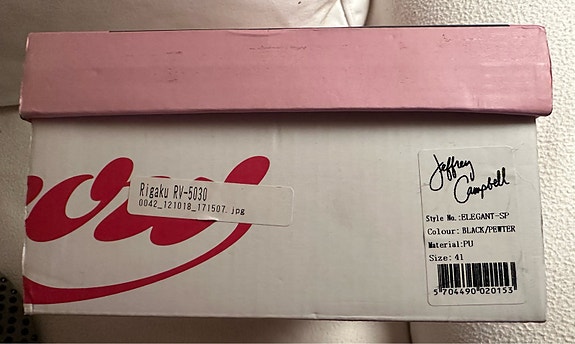 Rigaku RV-5030
0042_121018_171507.jpg
Jeffrey
Campbell
Style No.:ELEGANT-SP
Colour: BLACK/PEWTER
Material:PU
Size: 41
5 704490 020153